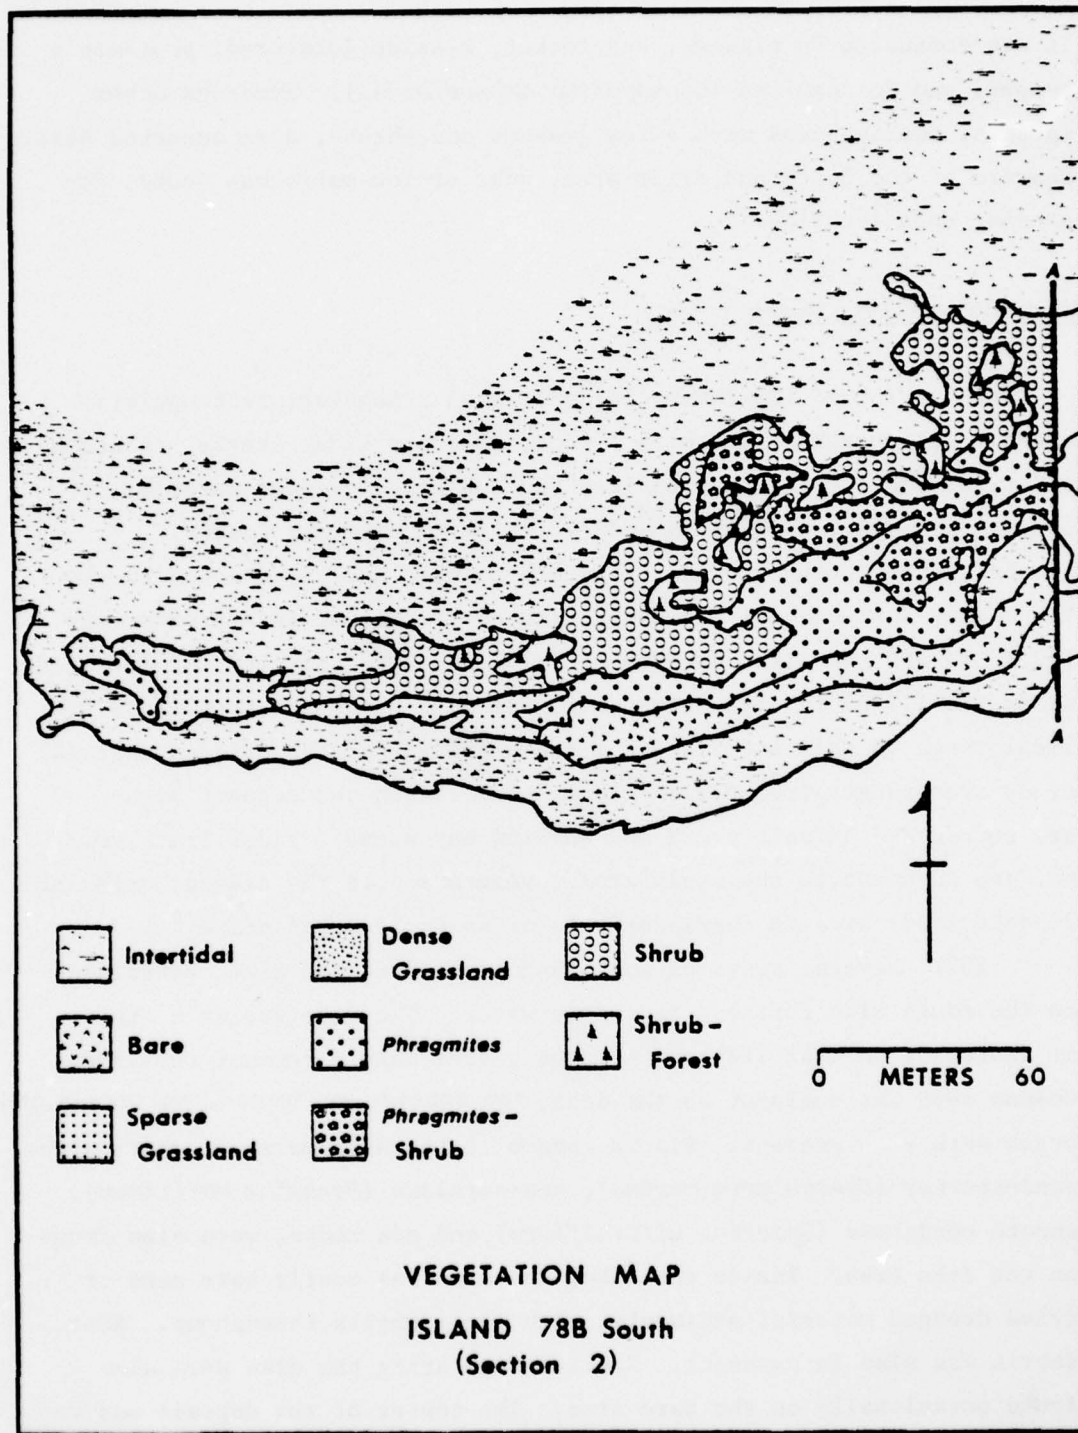 A
A
Intertidal
Dense
Grassland
Shrub
Bare
Phragmites
Shrub-
Forest
Sparse
Grassland
Phragmites-
Shrub
0 METERS 60
VEGETATION MAP
ISLAND 78B South
(Section 2)